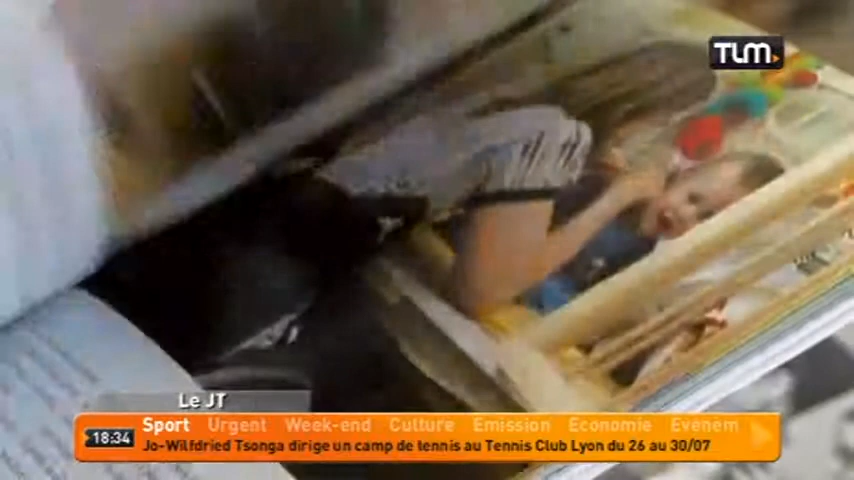 TLM
Le JT
18:34
Sport Urgent Week-end Culture Emission Economie Evénem
Jo-Wilfdried Tsonga dirige un camp de tennis au Tennis Club Lyon du 26 au 30/07